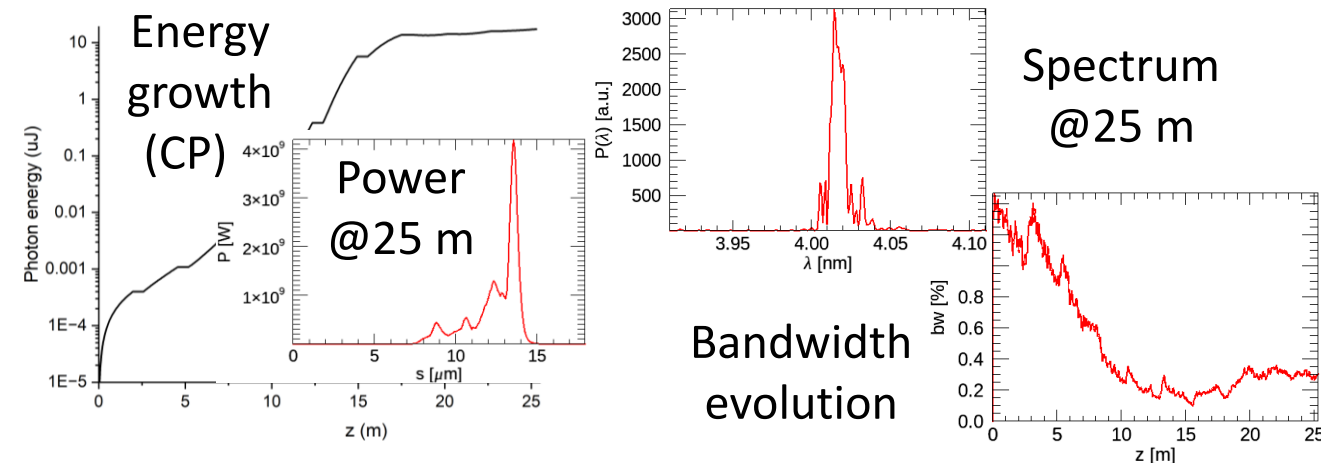 Energy
growth
(CP)
Photon energy (uJ)
10
1
0.1
0.01
0.001
1E-4
1E-5
0
5
10
15
20
25
z (m)
Power
@25 m
P [W]
4×10⁹
3×10⁹
2×10⁹
1×10⁹
0
5
10
15
s [μm]
Spectrum
@25 m
P(λ) [a.u.]
3000
2500
2000
1500
1000
500
3.95
4.00
4.05
4.10
λ [nm]
Bandwidth
evolution
bw [%]
0.8
0.6
0.4
0.2
0.0
0
5
10
15
20
25
z [m]